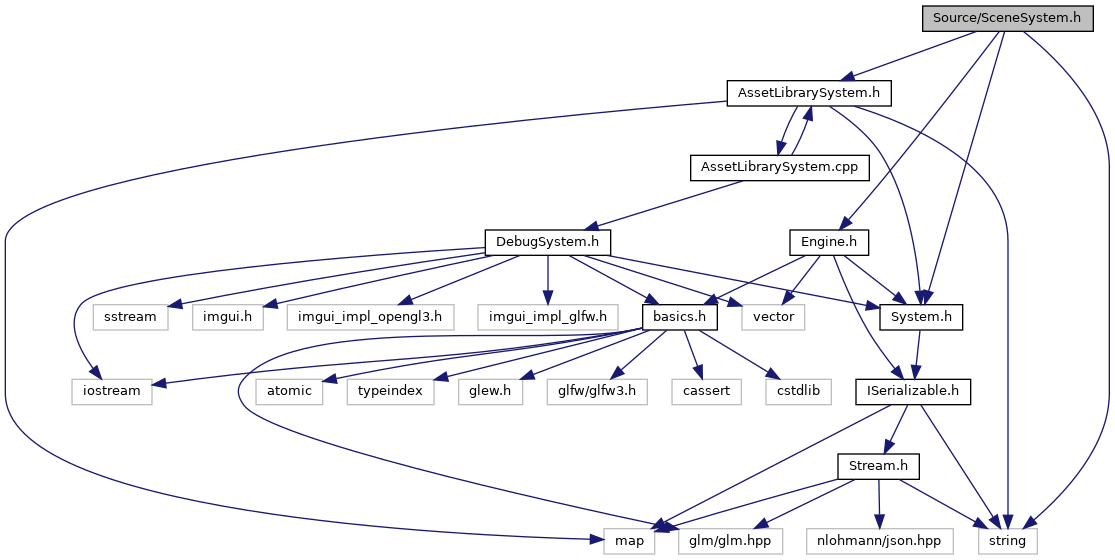 Source/SceneSystem.h
AssetLibrarySystem.h
AssetLibrarySystem.cpp
DebugSystem.h
Engine.h
sstream
imgui.h
imgui_impl_opengl3.h
imgui_impl_glfw.h
basics.h
vector
System.h
iostream
atomic
typeindex
glew.h
glfw/glfw3.h
cassert
cstdlib
ISerializable.h
Stream.h
map
glm/glm.hpp
nlohmann/json.hpp
string